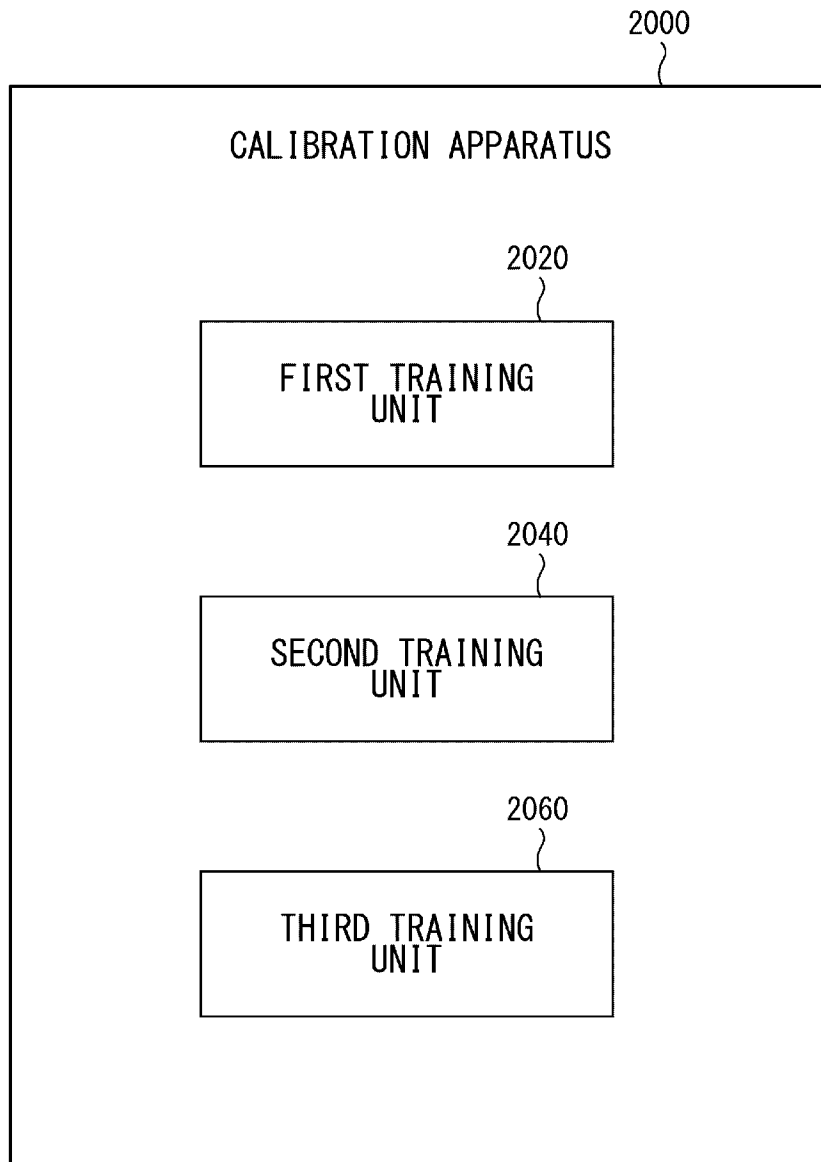 2000
CALIBRATION APPARATUS
2020
FIRST TRAINING
UNIT
2040
SECOND TRAINING
UNIT
2060
THIRD TRAINING
UNIT